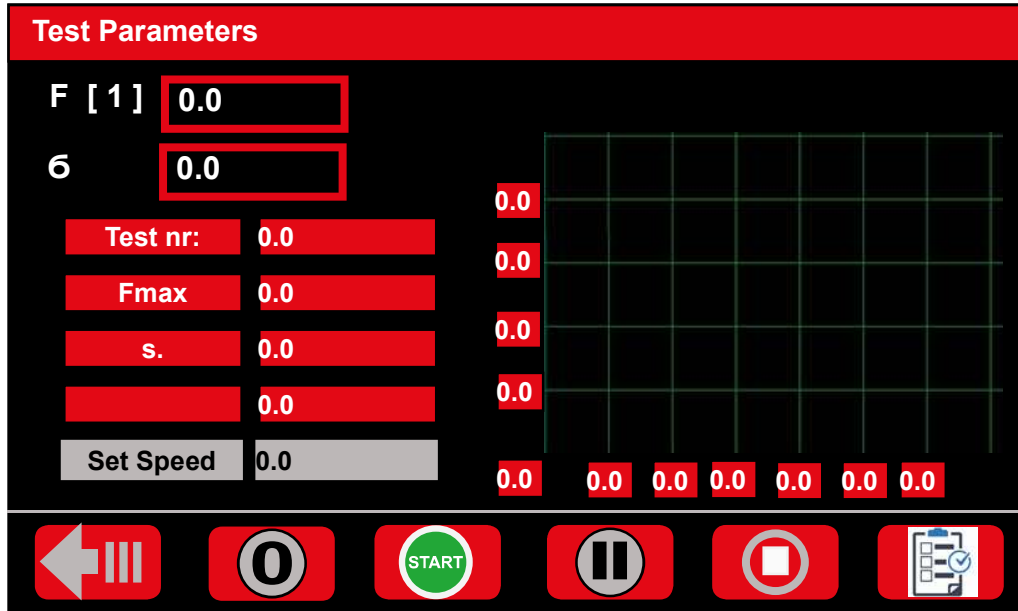 Test Parameters
F [ 1 ] 0.0
б 0.0
Test nr: 0.0
Fmax 0.0
s. 0.0
0.0
Set Speed 0.0
0.0
0.0
0.0
0.0
0.0 0.0 0.0 0.0 0.0 0.0 0.0
0
START